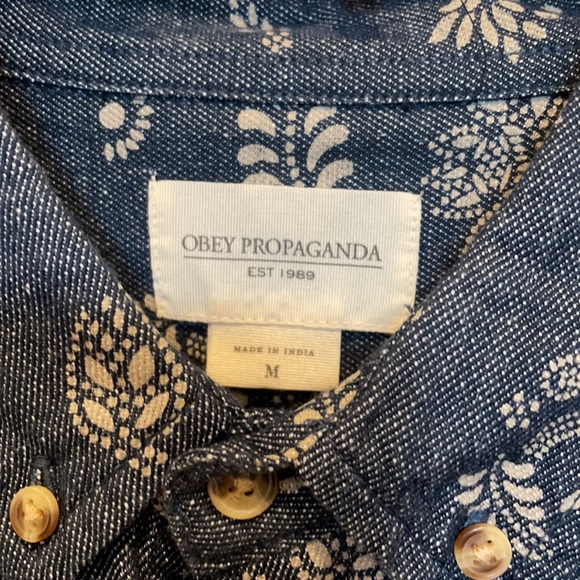 OBEY PROPAGANDA
EST 1989
MADE IN INDIA
M